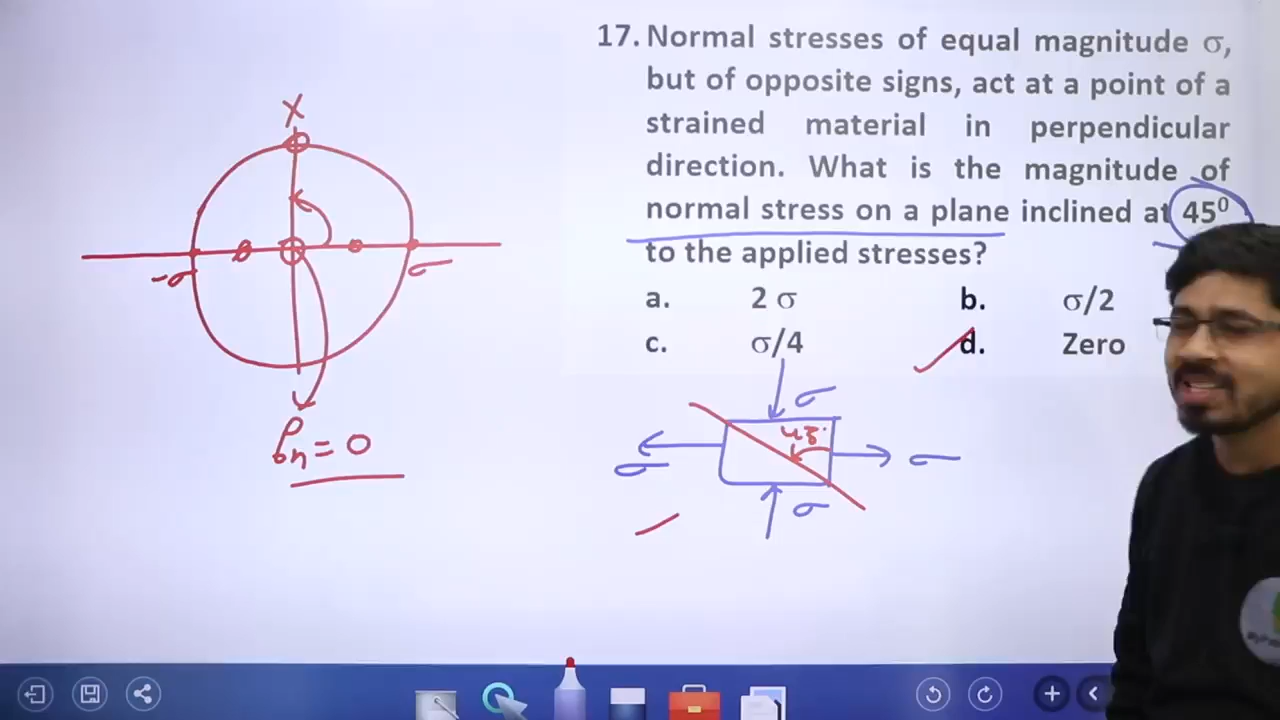 17. Normal stresses of equal magnitude σ,
but of opposite signs, act at a point of a
strained material in perpendicular
direction. What is the magnitude of
normal stress on a plane inclined at 45⁰
to the applied stresses?
a. 2 σ
b. σ/2
c. σ/4
d. Zero
X
-σ
σ
σn = 0
σ
45°
σ
σ
σ